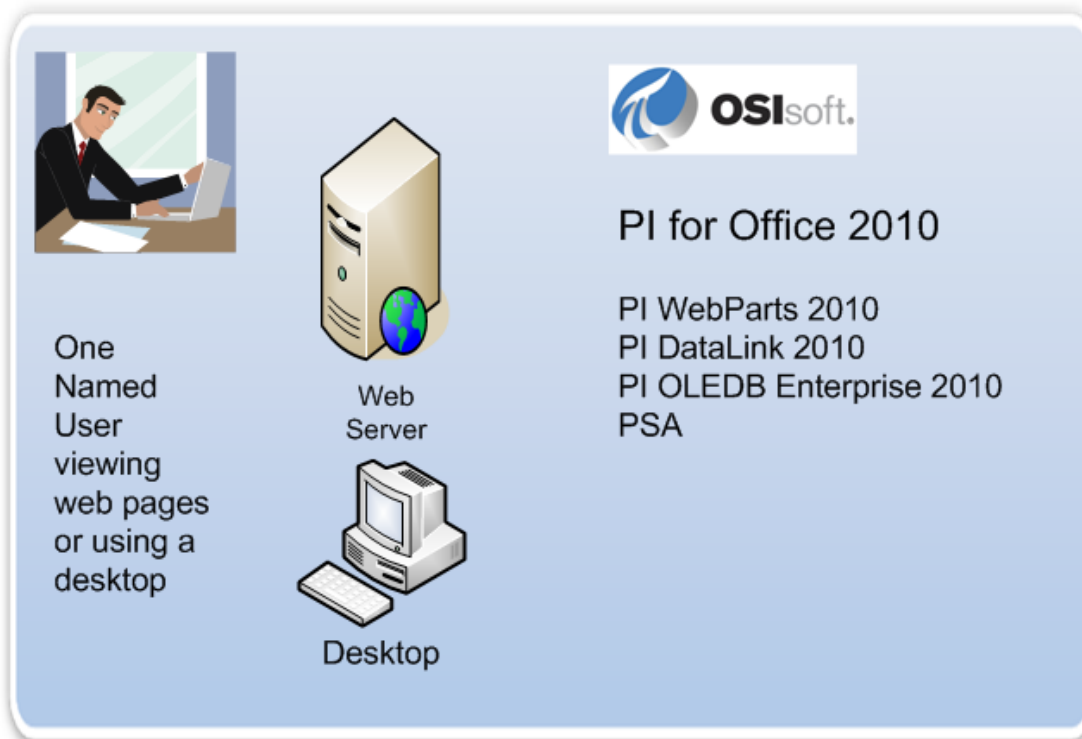 OSIsoft.
PI for Office 2010
PI WebParts 2010
PI DataLink 2010
PI OLEDB Enterprise 2010
PSA
One
Named
User
viewing
web pages
or using a
desktop
Web
Server
Desktop